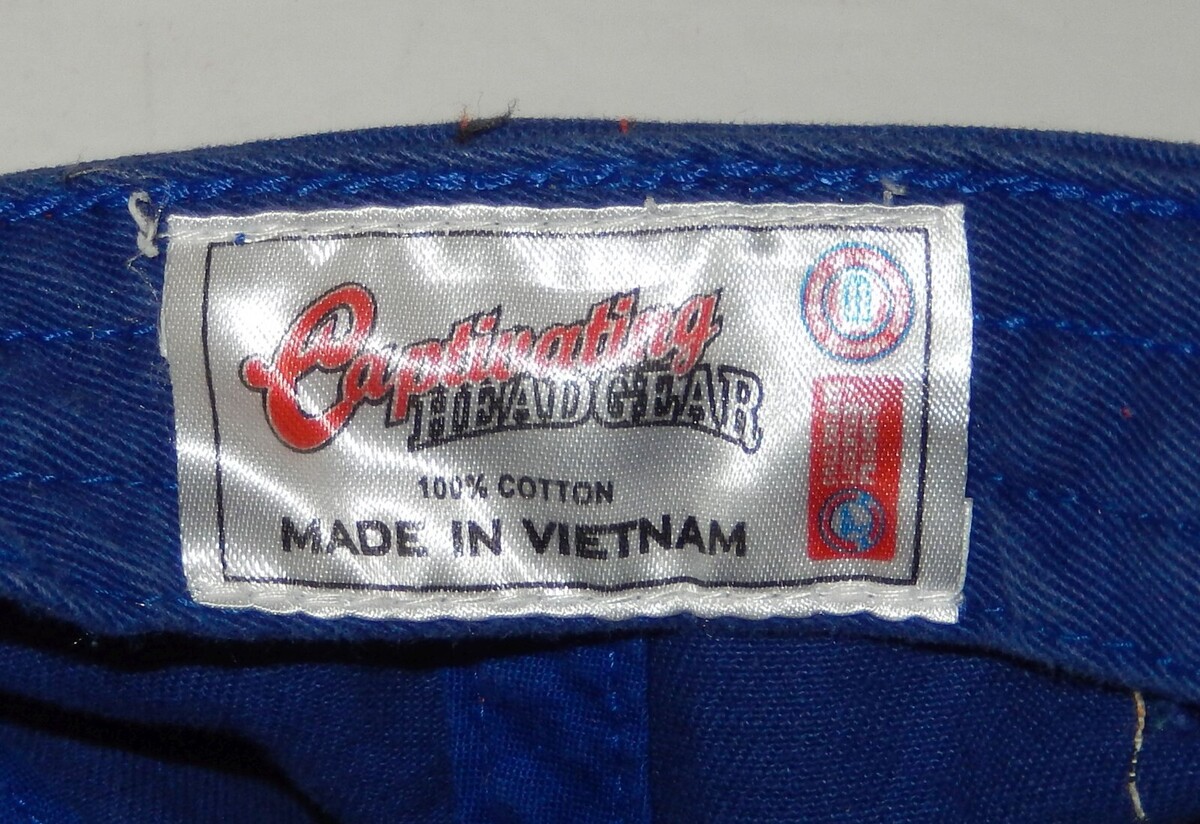 Captivating
HEADGEAR
100% COTTON
MADE IN VIETNAM